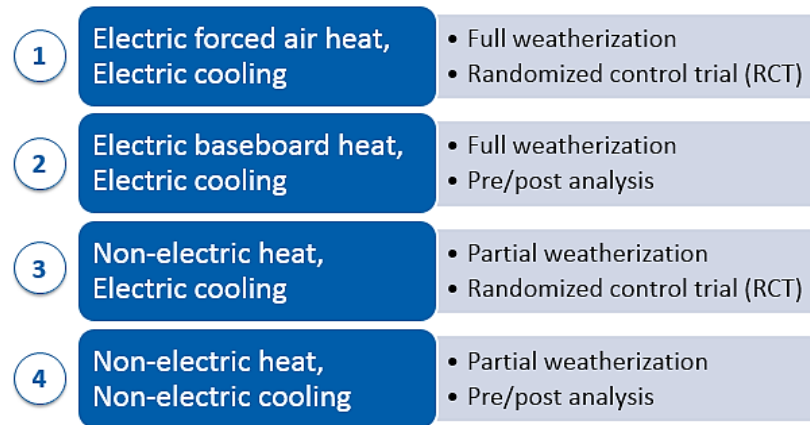 1
Electric forced air heat,
Electric cooling
• Full weatherization
• Randomized control trial (RCT)
2
Electric baseboard heat,
Electric cooling
• Full weatherization
• Pre/post analysis
3
Non-electric heat,
Electric cooling
• Partial weatherization
• Randomized control trial (RCT)
4
Non-electric heat,
Non-electric cooling
• Partial weatherization
• Pre/post analysis